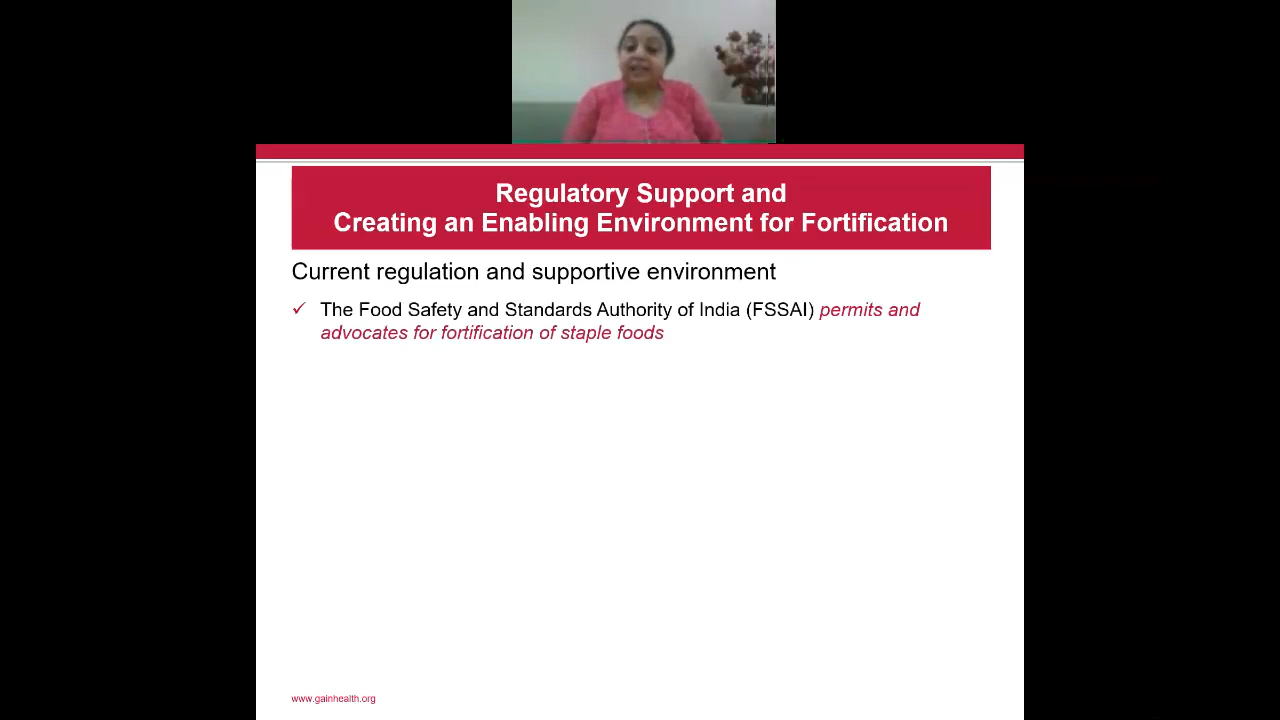 Regulatory Support and
Creating an Enabling Environment for Fortification
Current regulation and supportive environment
✓ The Food Safety and Standards Authority of India (FSSAI) permits and
advocates for fortification of staple foods
www.gainhealth.org